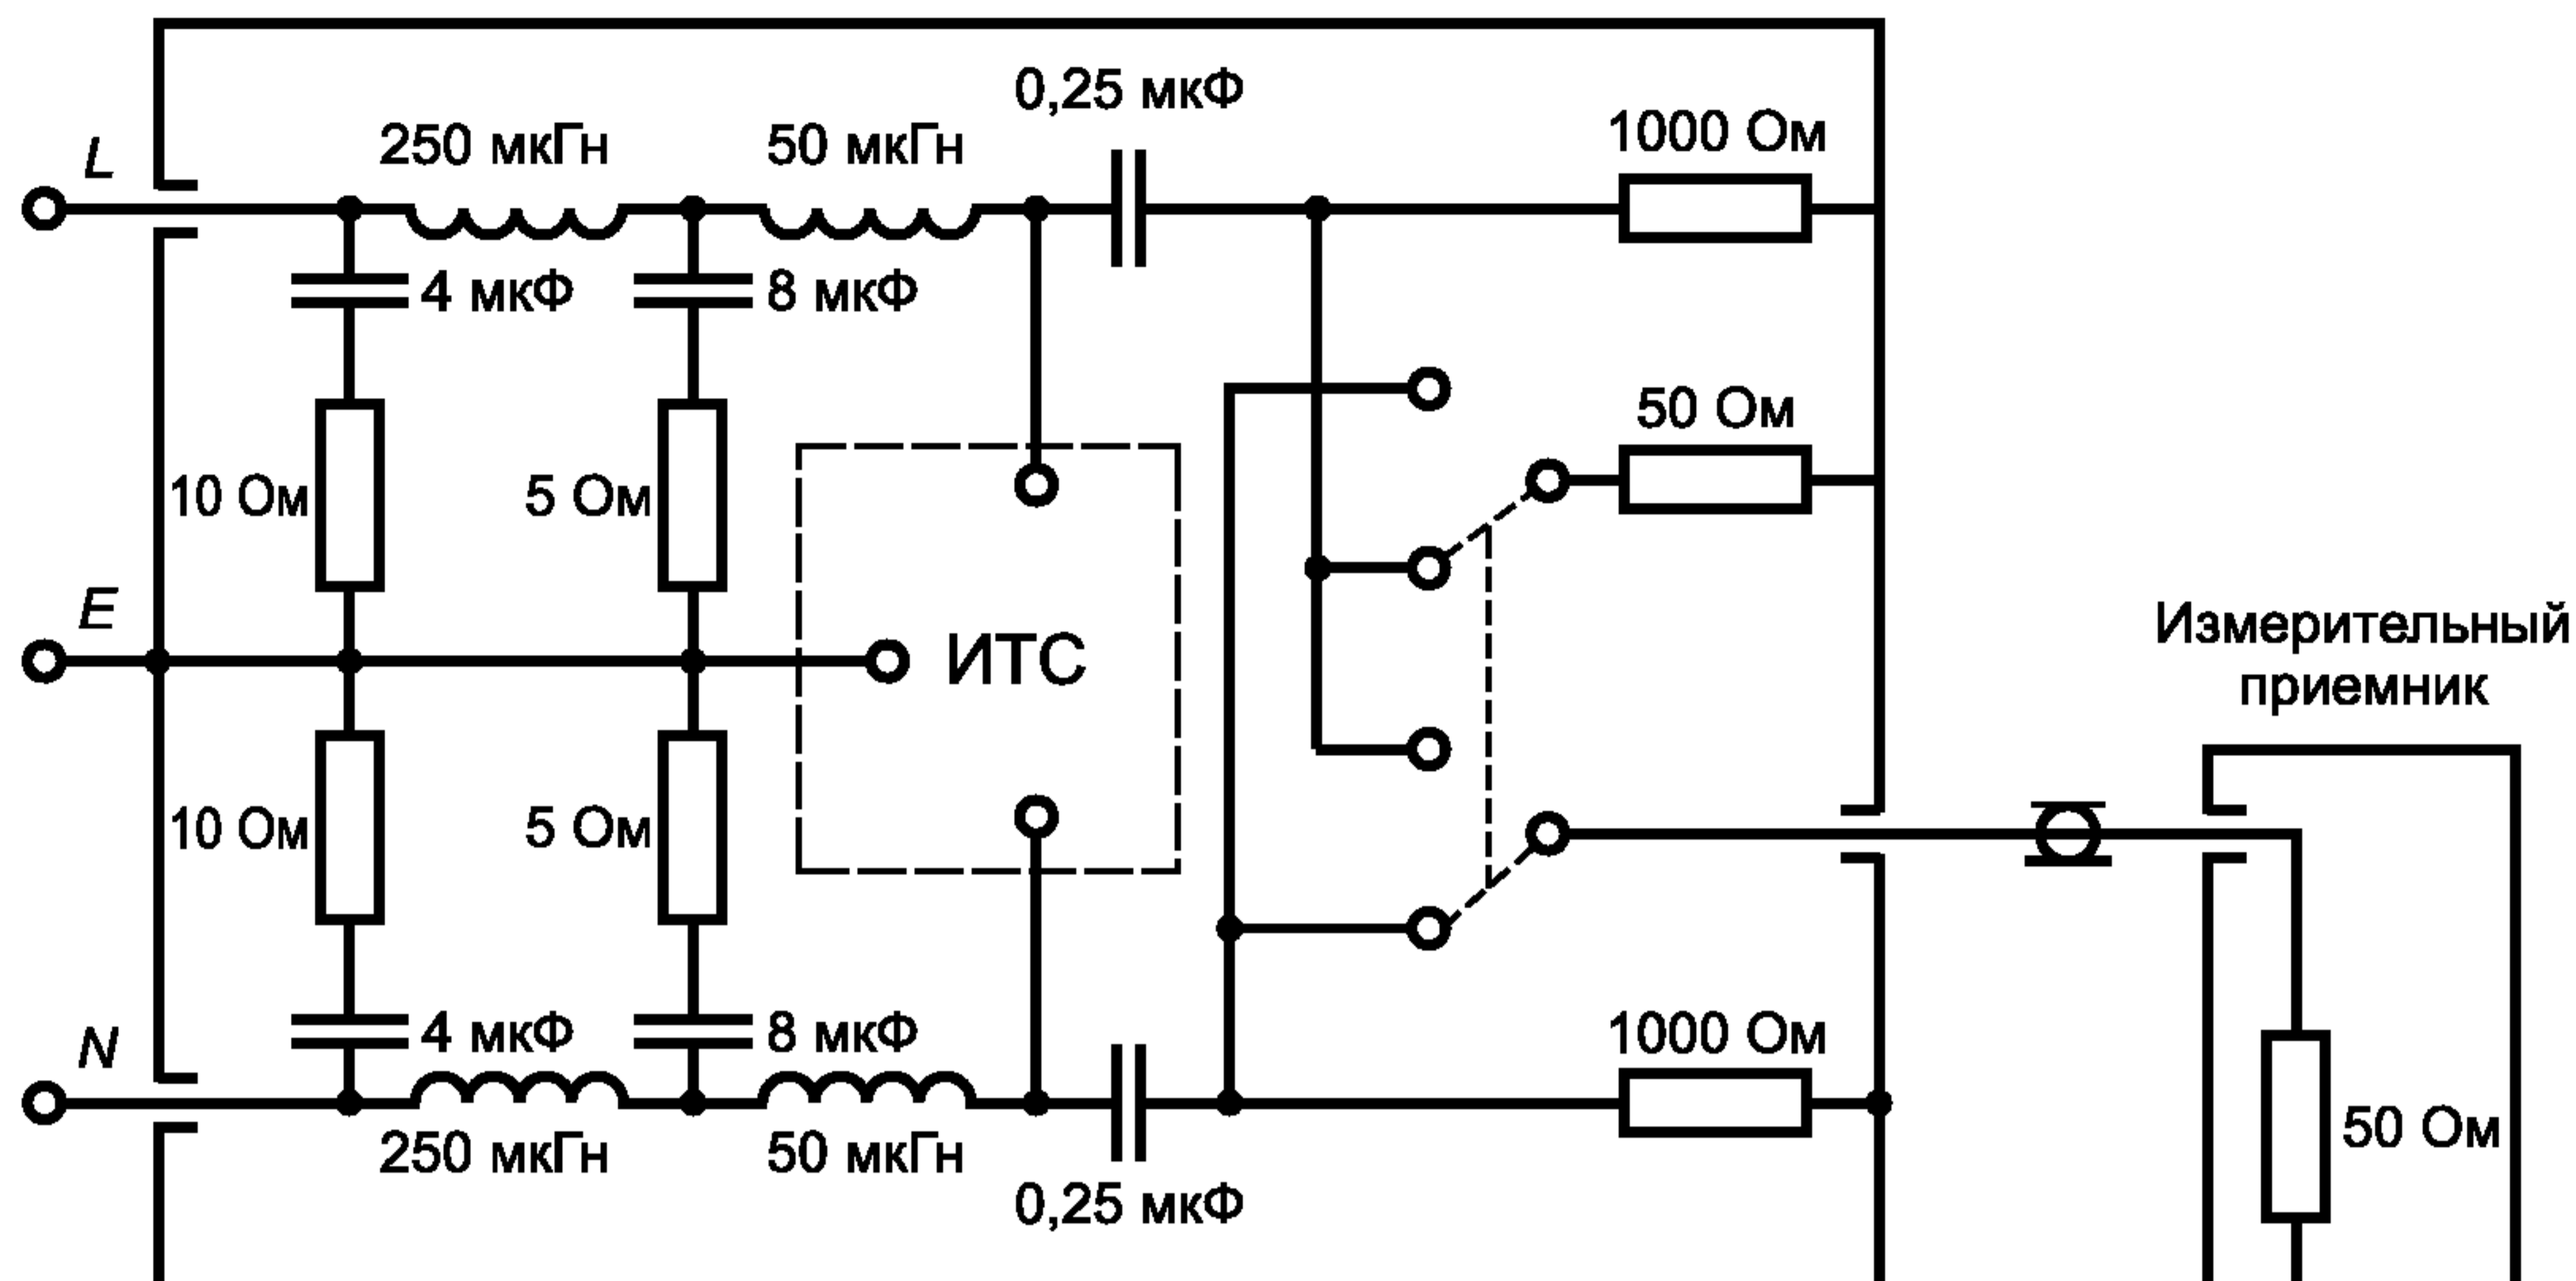 0,25 мкФ
L
250 мкГн
50 мкГн
1000 Ом
4 мкФ
8 мкФ
50 Ом
10 Ом
5 Ом
E
ИТС
Измерительный
приемник
10 Ом
5 Ом
N
4 мкФ
8 мкФ
1000 Ом
50 Ом
250 мкГн
50 мкГн
0,25 мкФ